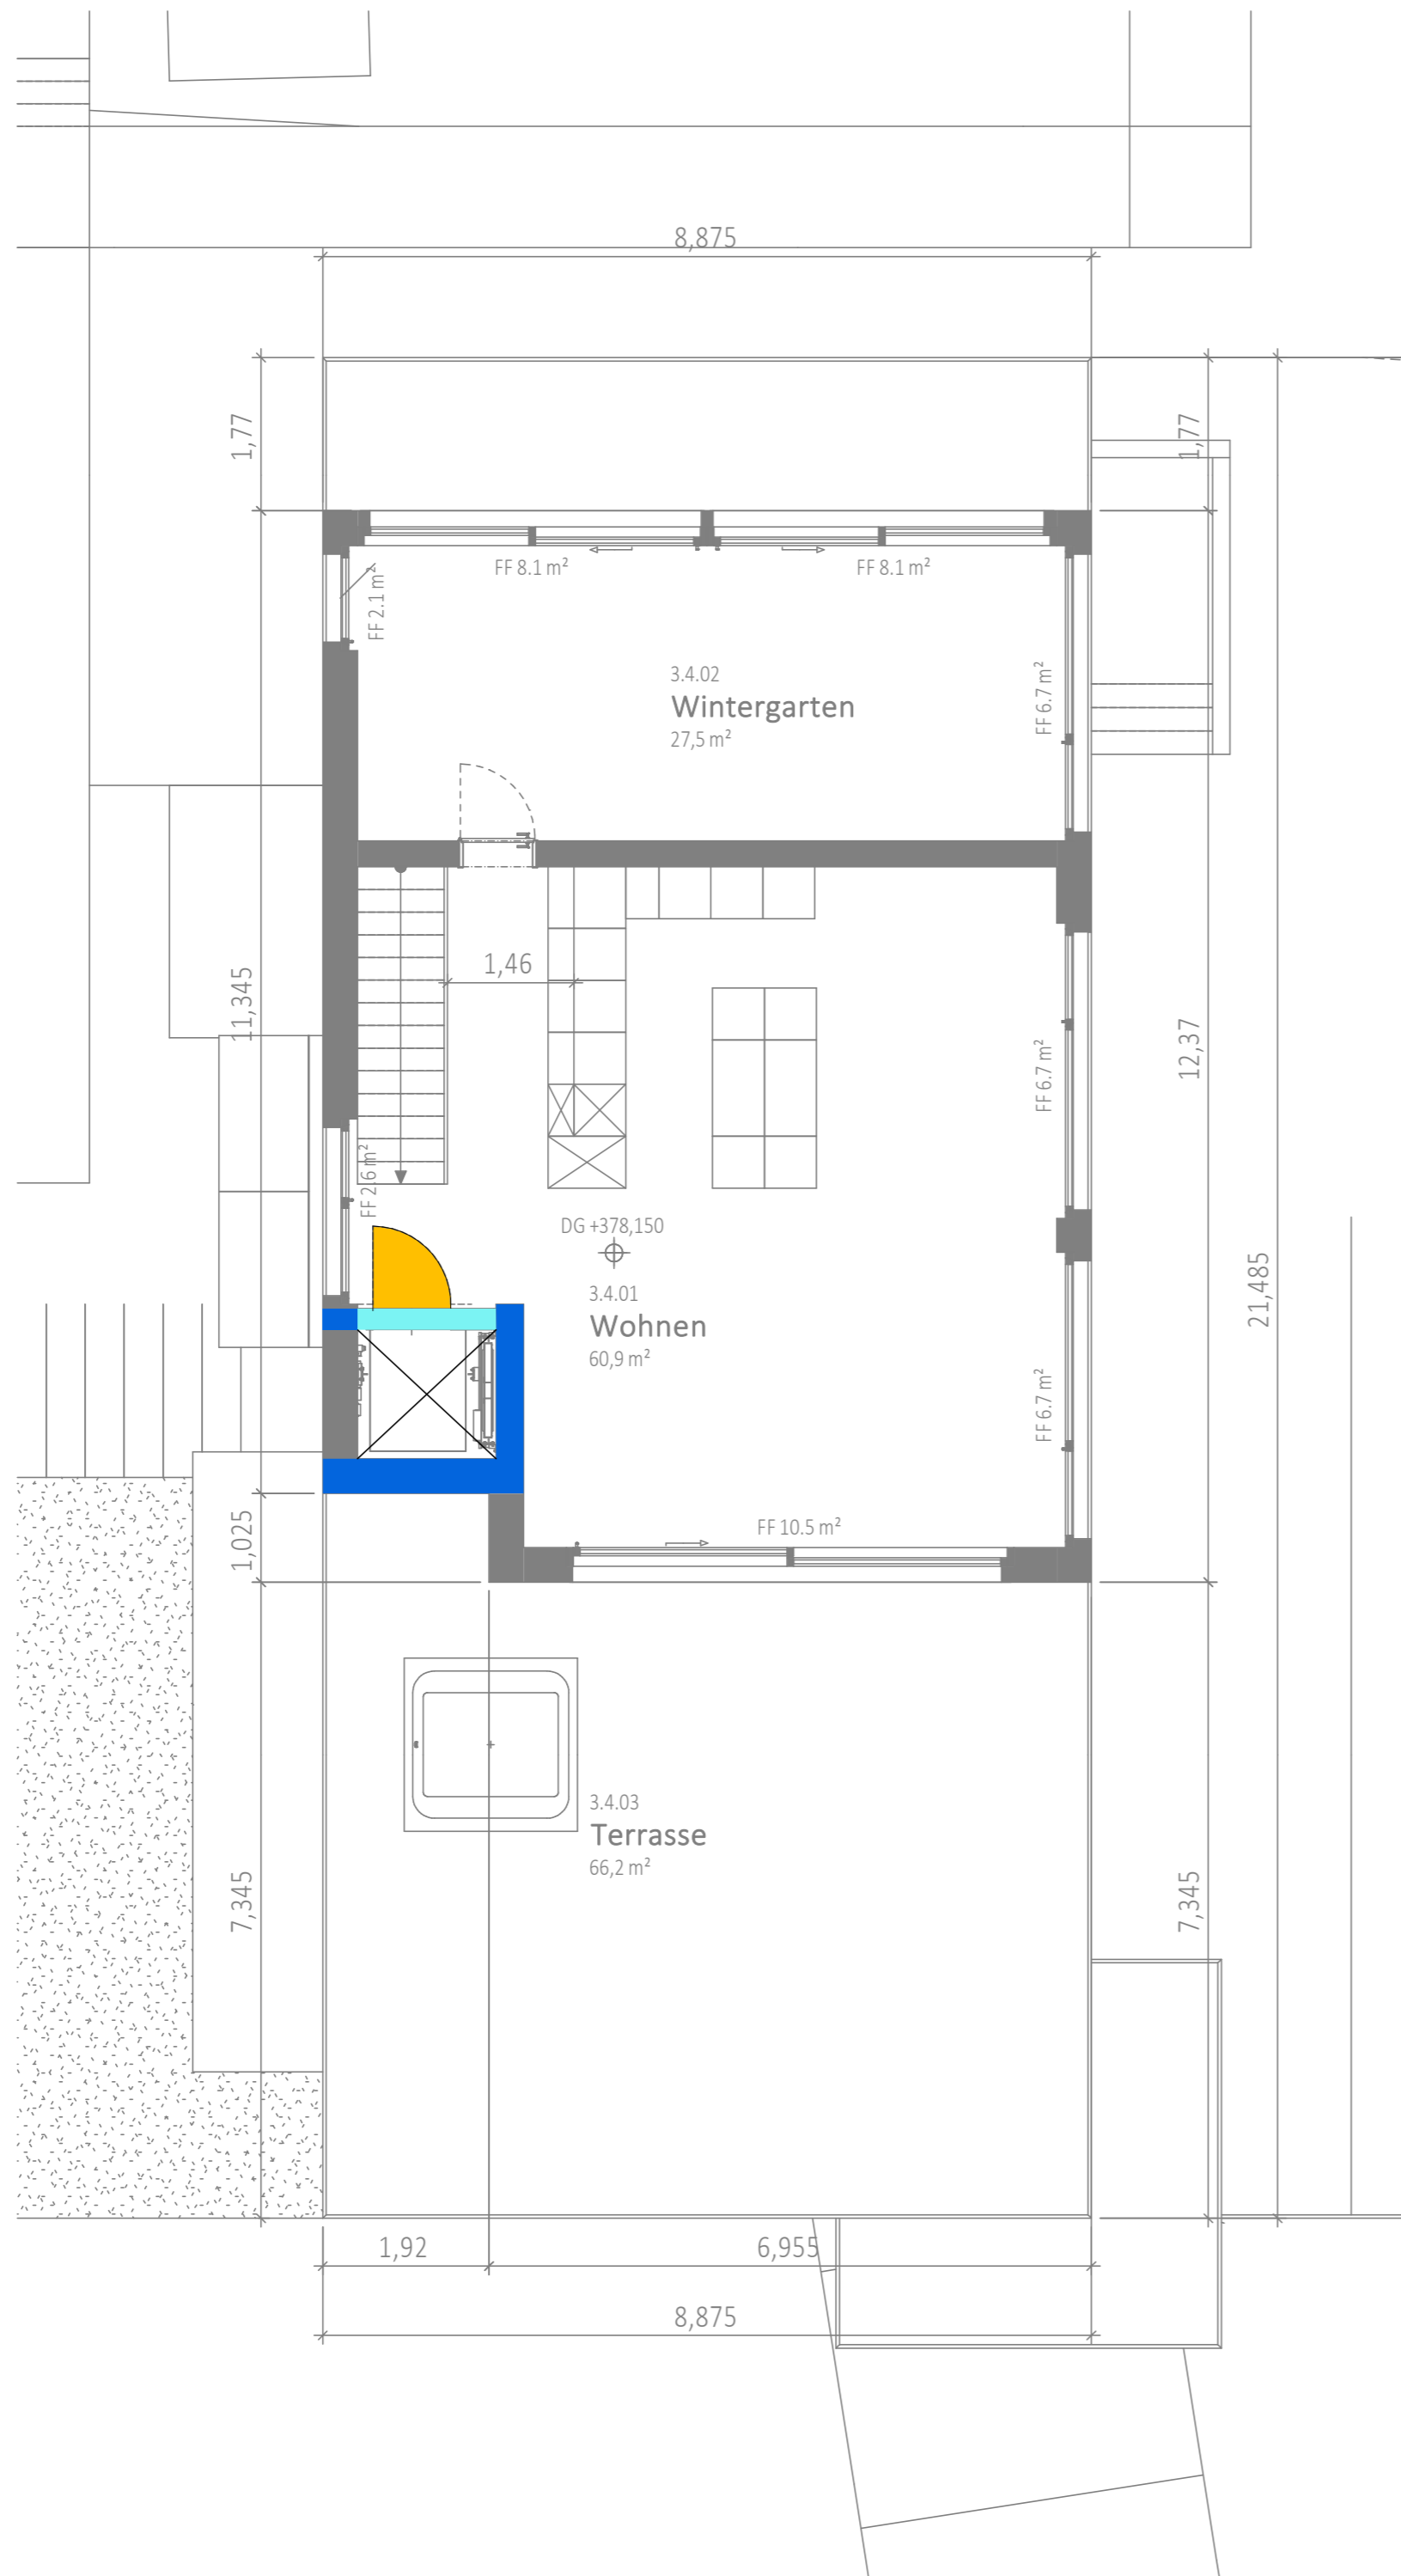 8,875
1,77
1,77
FF 8.1 m²
FF 8.1 m²
FF 2.1 m²
3.4.02
Wintergarten
27,5 m²
FF 6.7 m²
1,46
11,345
12,37
FF 6.7 m²
FF 2.6 m²
DG +378,150
3.4.01
Wohnen
60,9 m²
21,485
FF 6.7 m²
1,025
FF 10.5 m²
3.4.03
Terrasse
66,2 m²
7,345
7,345
1,92
6,955
8,875